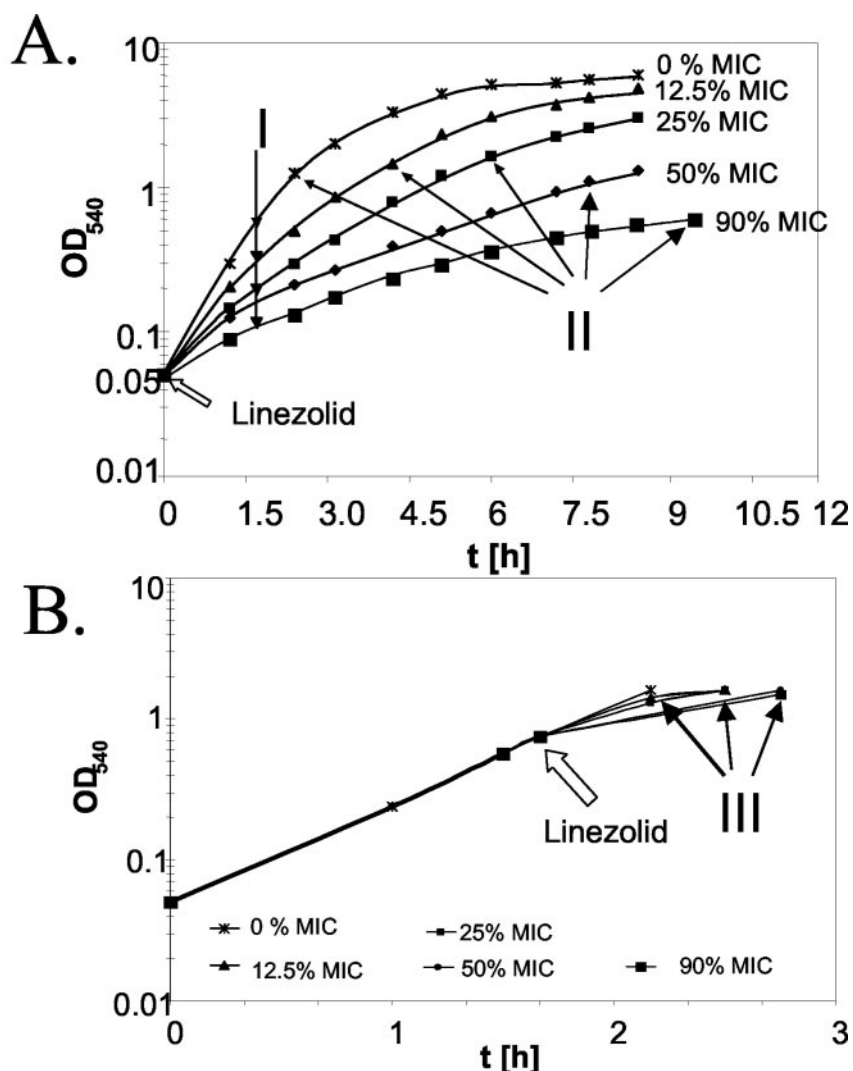 A.
10
0 % MIC
12.5% MIC
I
25% MIC
1
50% MIC
90% MIC
OD540
II
0.1
0.05
Linezolid
0.01
0 1.5 3.0 4.5 6 7.5 9 10.5 12
t [h]
B.
10
1
OD540
III
Linezolid
0.1
0 % MIC 25% MIC
12.5% MIC 50% MIC 90% MIC
0.01
0 1 2 3
t [h]